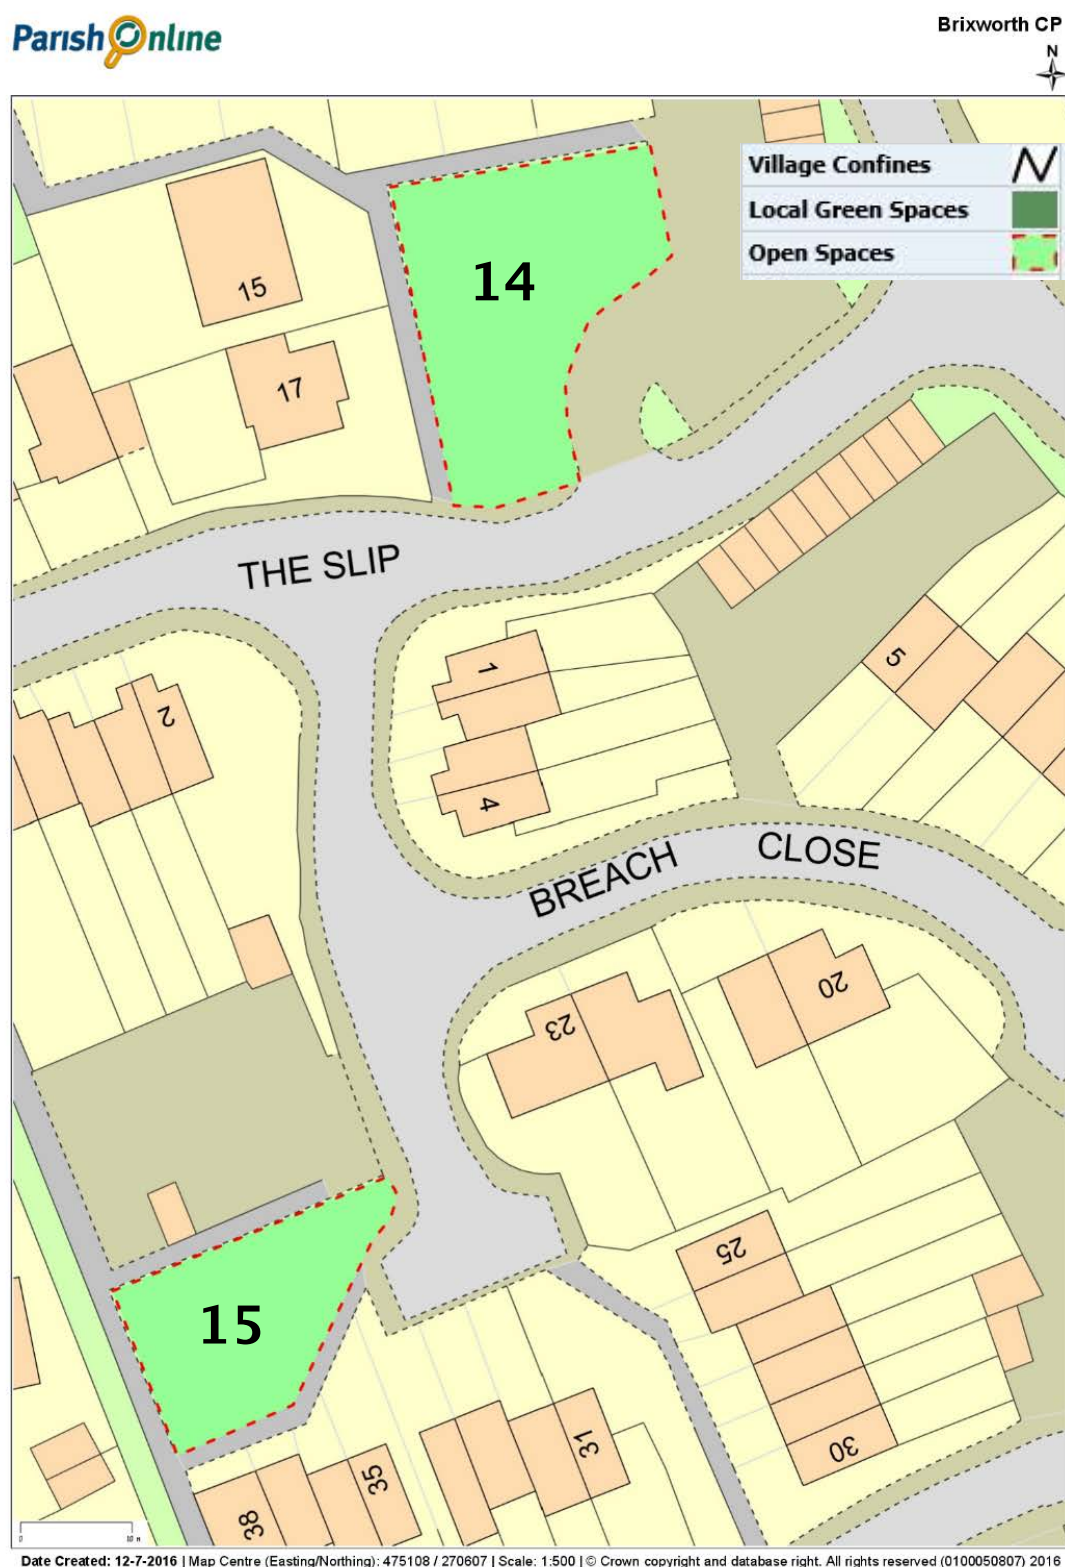 Parish Online
Brixworth CP
N
Village Confines
Local Green Spaces
Open Spaces
14
15
17
THE SLIP
1
5
2
4
BREACH CLOSE
20
23
25
15
31
30
35
38
0 10 m
Date Created: 12-7-2016 | Map Centre (Easting/Northing): 475108 / 270607 | Scale: 1:500 | © Crown copyright and database right. All rights reserved (0100050807) 2016